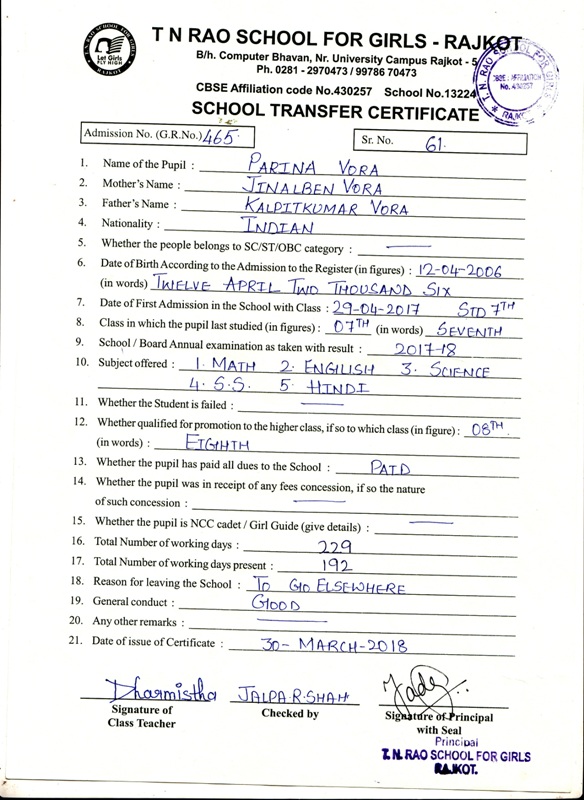 T. N. RAO SCHOOL FOR GIRLS
Let Girls
FLY HIGH
RAJKOT
T N RAO SCHOOL FOR GIRLS - RAJKOT
B/h. Computer Bhavan, Nr. University Campus Rajkot - 5
Ph. 0281 - 2970473 / 99786 70473
CBSE Affiliation code No.430257 School No.13224
T. N. RAO SCHOOL FOR GIRLS
CBSE AFFILIATION
No. 430257
SCHOOL TRANSFER CERTIFICATE
Admission No. (G.R.No.) 465. Sr. No. 61.
1. Name of the Pupil : PARINA VORA
2. Mother's Name : JINALBEN VORA
3. Father's Name : KALPITKUMAR VORA
4. Nationality : INDIAN
5. Whether the people belongs to SC/ST/OBC category : —
6. Date of Birth According to the Admission to the Register (in figures) : 12-04-2006
(in words) TWELVE APRIL TWO THOUSAND SIX
7. Date of First Admission in the School with Class : 29-04-2017 STD 7TH
8. Class in which the pupil last studied (in figures) : 07TH (in words) SEVENTH
9. School / Board Annual examination as taken with result : 2017-18
10. Subject offered : 1. MATH 2. ENGILISH 3. SCIENCE
4. S.S. 5. HINDI
11. Whether the Student is failed : —
12. Whether qualified for promotion to the higher class, if so to which class (in figure) : 08TH.
(in words) : EIGHTH
13. Whether the pupil has paid all dues to the School : PAID
14. Whether the pupil was in receipt of any fees concession, if so the nature
of such concession : —
15. Whether the pupil is NCC cadet / Girl Guide (give details) : —
16. Total Number of working days : 229
17. Total Number of working days present : 192
18. Reason for leaving the School : TO GO ELSEWHERE
19. General conduct : GOOD
20. Any other remarks : —
21. Date of issue of Certificate : 30-MARCH-2018
Dharmistha JALPA.R.SHAH
Signature of Class Teacher
Checked by
Signature of Principal
with Seal
Principal
T. N. RAO SCHOOL FOR GIRLS
RAJKOT.